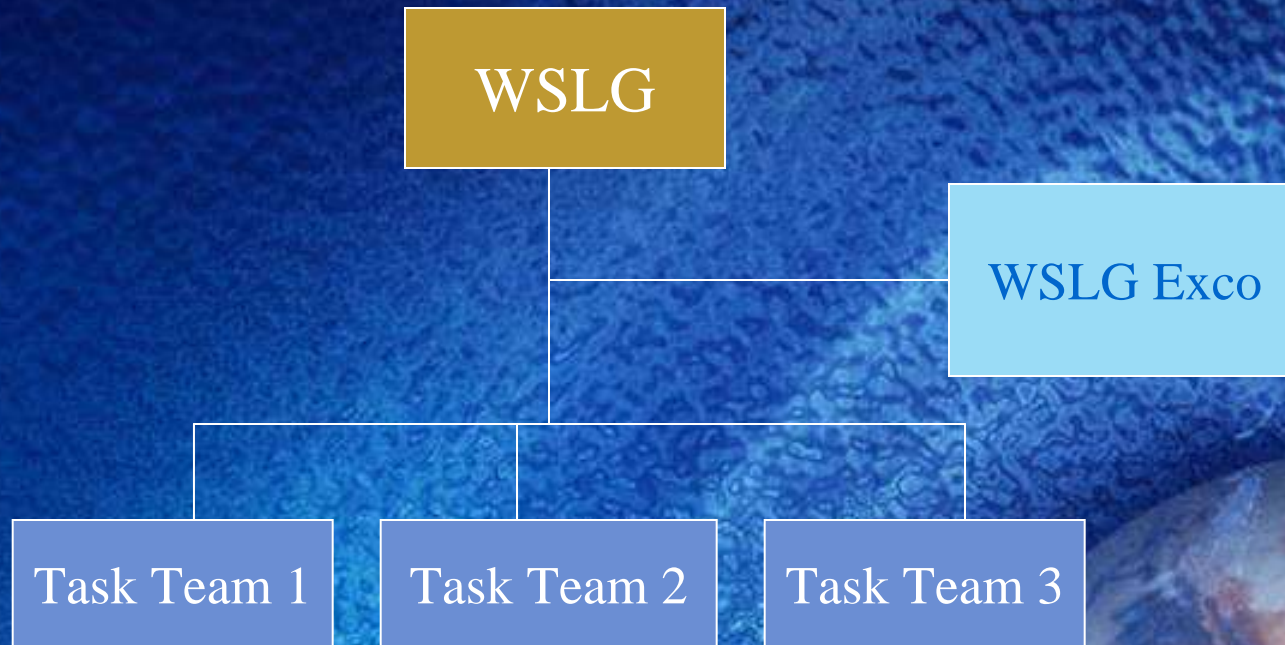 WSLG
WSLG Exco
Task Team 1
Task Team 2
Task Team 3